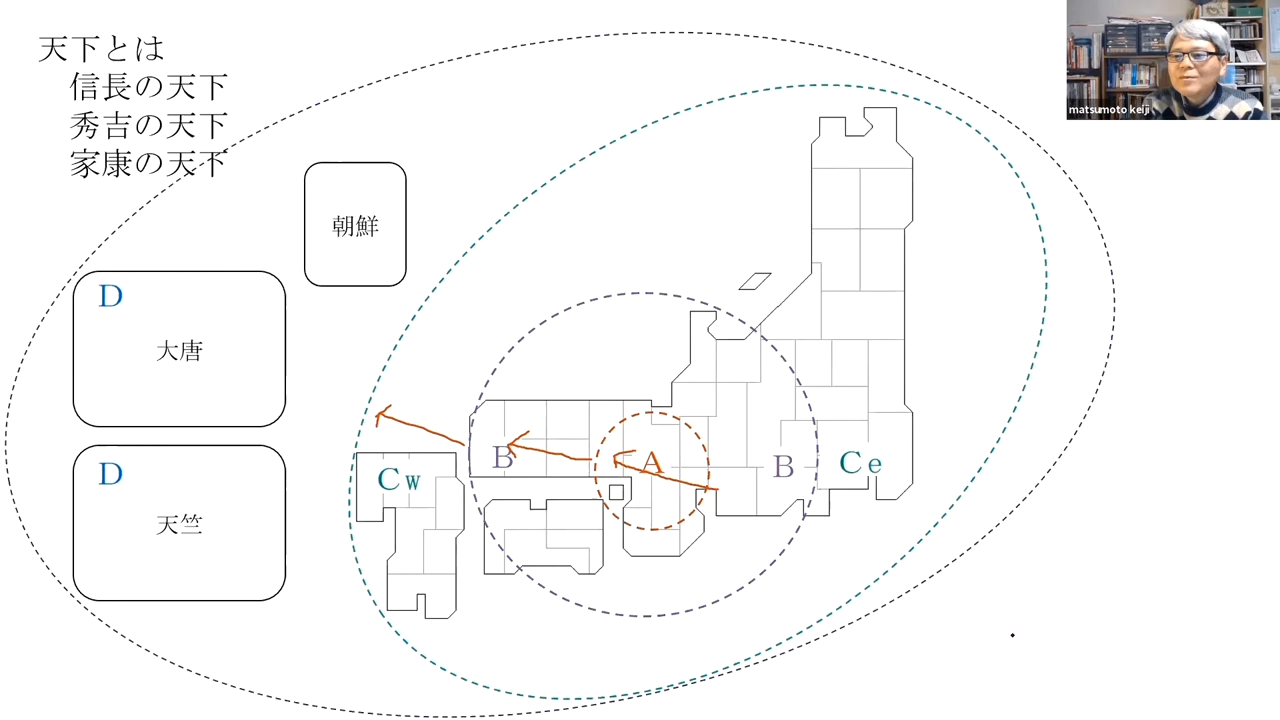 天下とは
信長の天下
秀吉の天下
家康の天下
matsumoto keiji
朝鮮
D
大唐
D
天竺
B
A
B
Ce
Cw